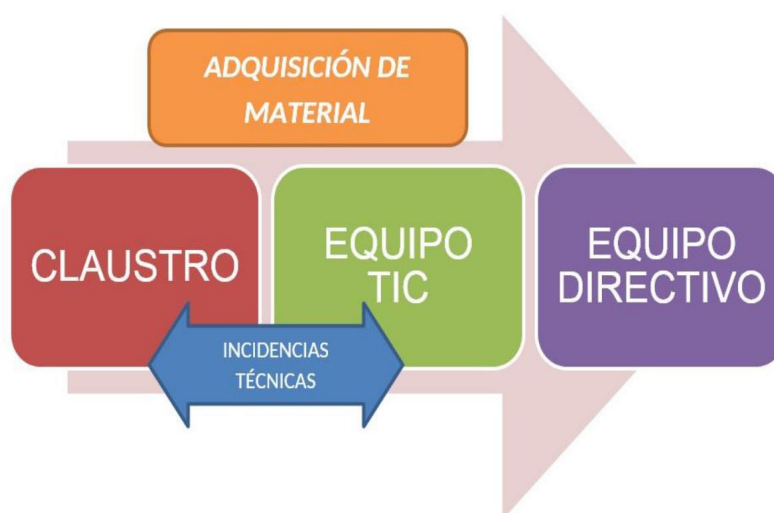 ADQUISICIÓN DE
MATERIAL
CLAUSTRO
EQUIPO
TIC
EQUIPO
DIRECTIVO
INCIDENCIAS
TÉCNICAS